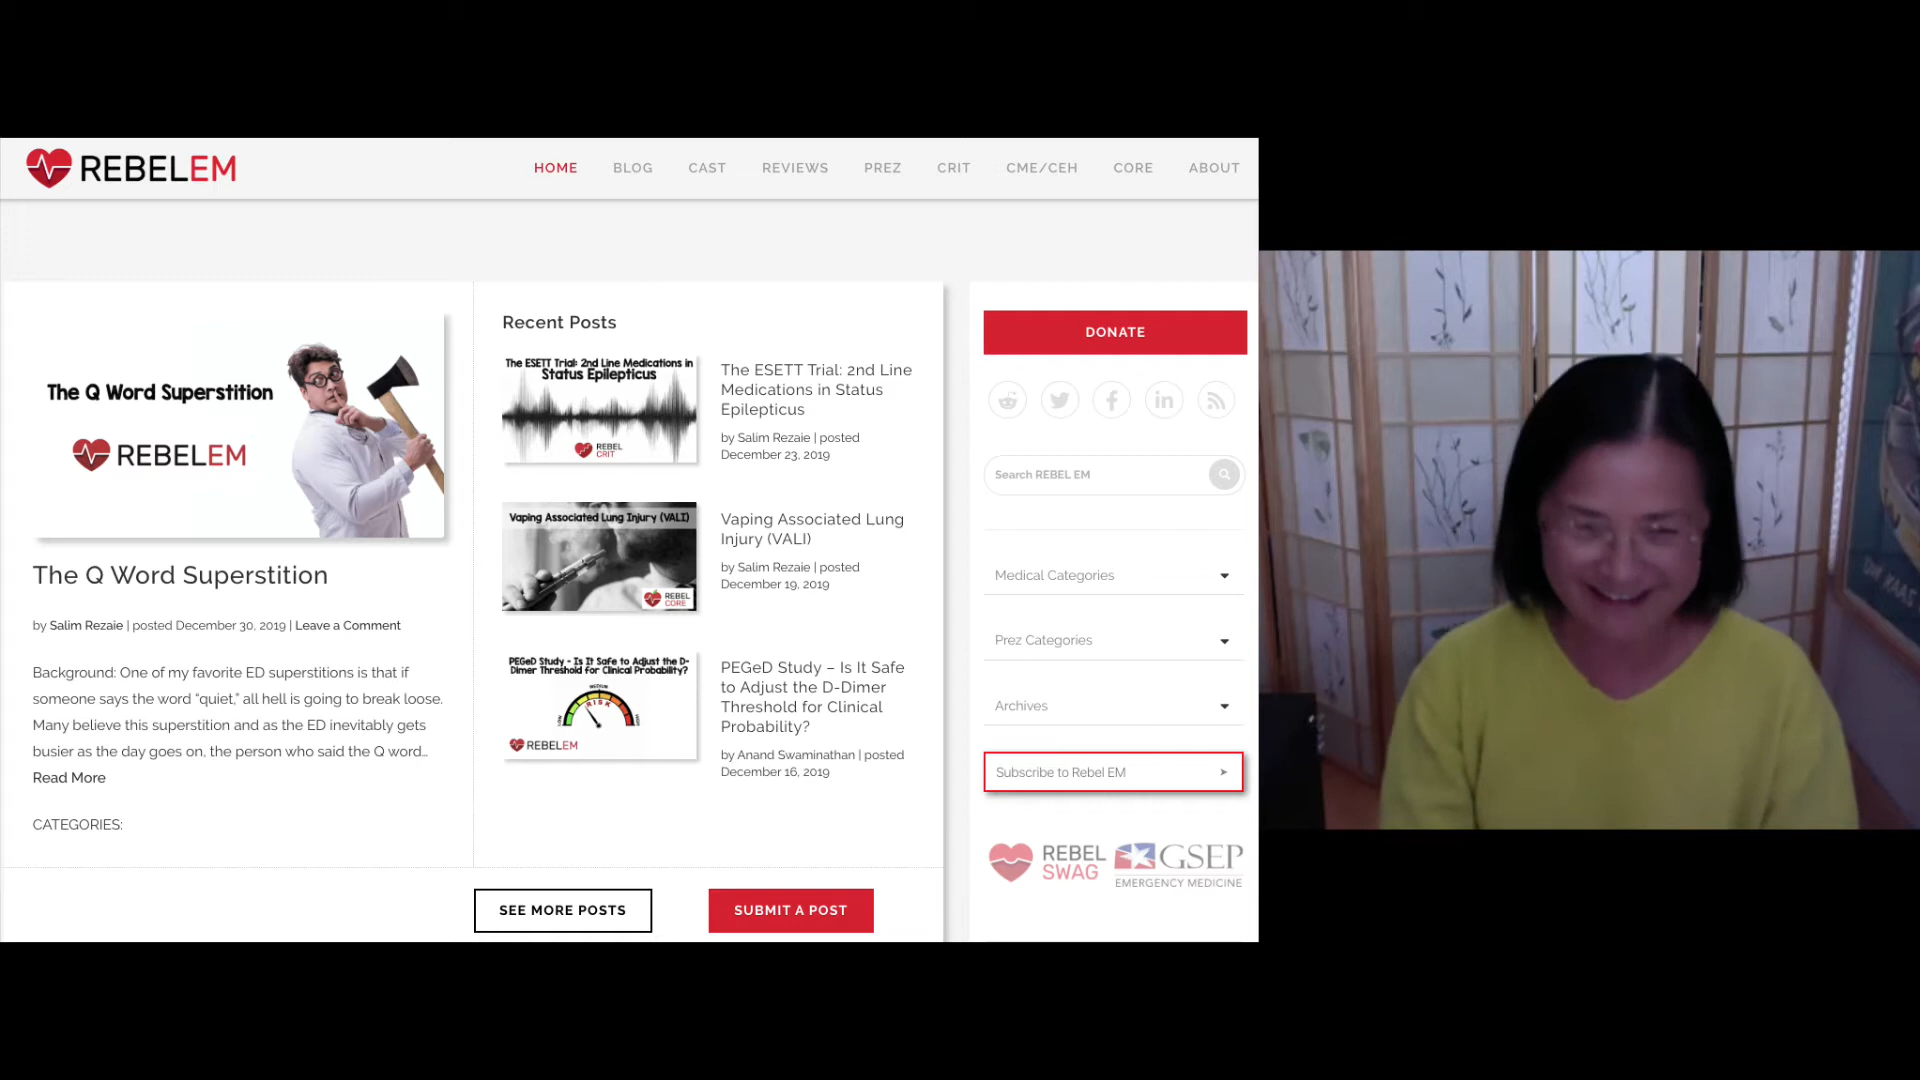 REBELEM
HOME
BLOG
CAST
REVIEWS
PREZ
CRIT
CME/CEH
CORE
ABOUT
The Q Word Superstition
REBELEM
The Q Word Superstition
by Salim Rezaie | posted December 30, 2019 | Leave a Comment
Background: One of my favorite ED superstitions is that if
someone says the word “quiet,” all hell is going to break loose.
Many believe this superstition and as the ED inevitably gets
busier as the day goes on, the person who said the Q word...
Read More
CATEGORIES:
Recent Posts
The ESETT Trial: 2nd Line Medications in
Status Epilepticus
REBEL
CRIT
The ESETT Trial: 2nd Line
Medications in Status
Epilepticus
by Salim Rezaie | posted
December 23, 2019
Vaping Associated Lung Injury (VALI)
REBEL
CORE
Vaping Associated Lung
Injury (VALI)
by Salim Rezaie | posted
December 19, 2019
PEGeD Study - Is It Safe to Adjust the D-
Dimer Threshold for Clinical Probability?
LOW
MEDIUM
HIGH
RISK
REBELEM
PEGeD Study – Is It Safe
to Adjust the D-Dimer
Threshold for Clinical
Probability?
by Anand Swaminathan | posted
December 16, 2019
SEE MORE POSTS
SUBMIT A POST
DONATE
Search REBEL EM
Medical Categories
Prez Categories
Archives
Subscribe to Rebel EM
REBEL
SWAG
GSEP
EMERGENCY MEDICINE